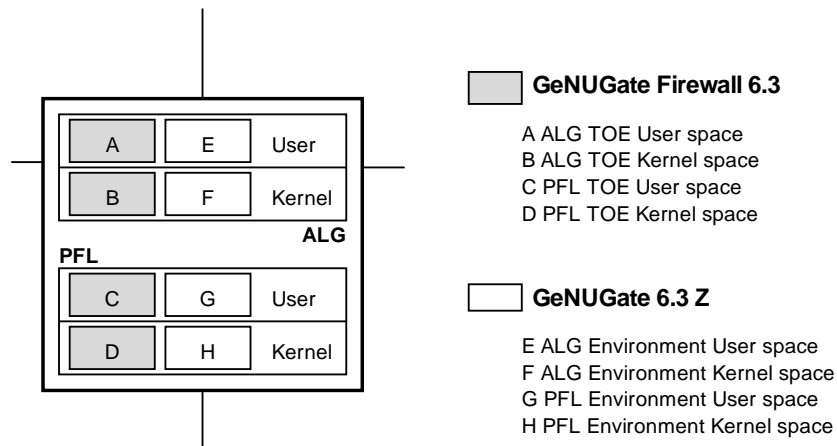 A E User
B F Kernel
ALG
PFL
C G User
D H Kernel
GeNUGate Firewall 6.3
A ALG TOE User space
B ALG TOE Kernel space
C PFL TOE User space
D PFL TOE Kernel space
GeNUGate 6.3 Z
E ALG Environment User space
F ALG Environment Kernel space
G PFL Environment User space
H PFL Environment Kernel space